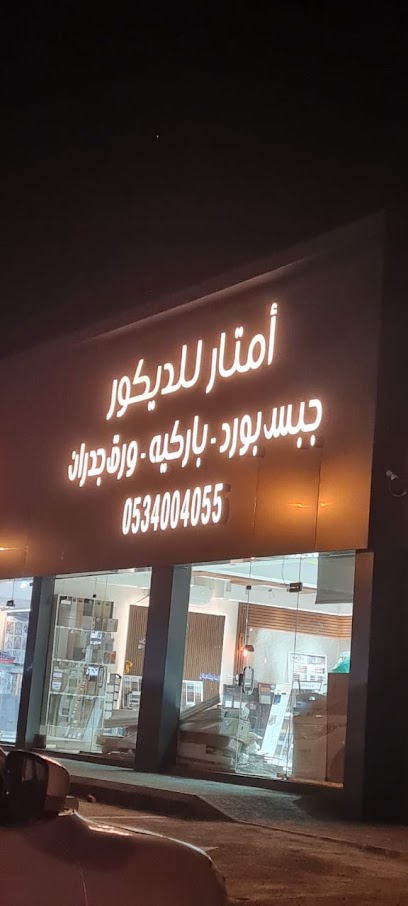 أمتار للديكور
جبس بورد - باركيه - ورق جدران
0534004055